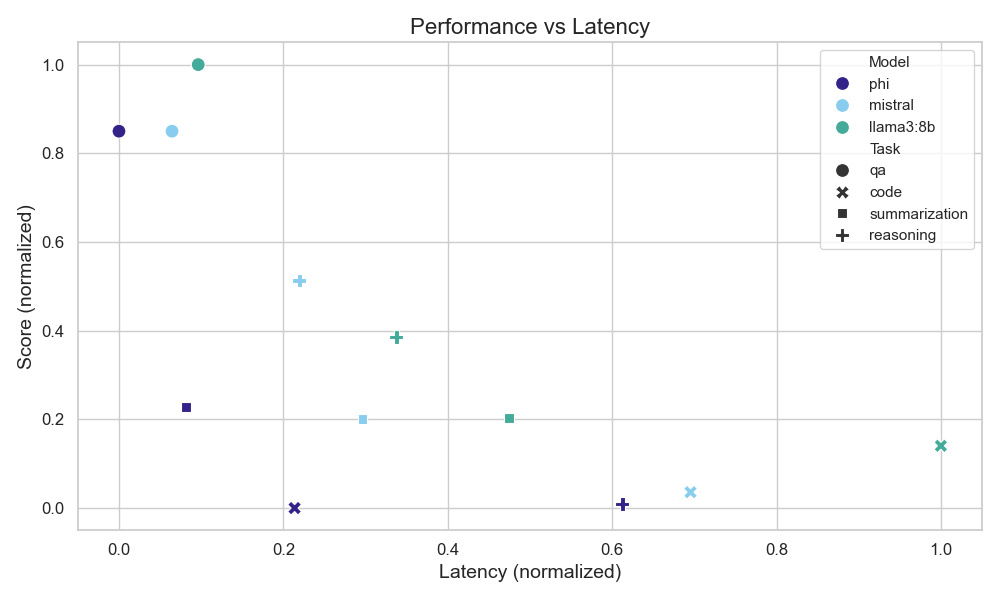 Performance vs Latency
Model
phi
mistral
llama3:8b
Task
qa
code
summarization
reasoning
Score (normalized)
1.0
0.8
0.6
0.4
0.2
0.0
0.0 0.2 0.4 0.6 0.8 1.0
Latency (normalized)